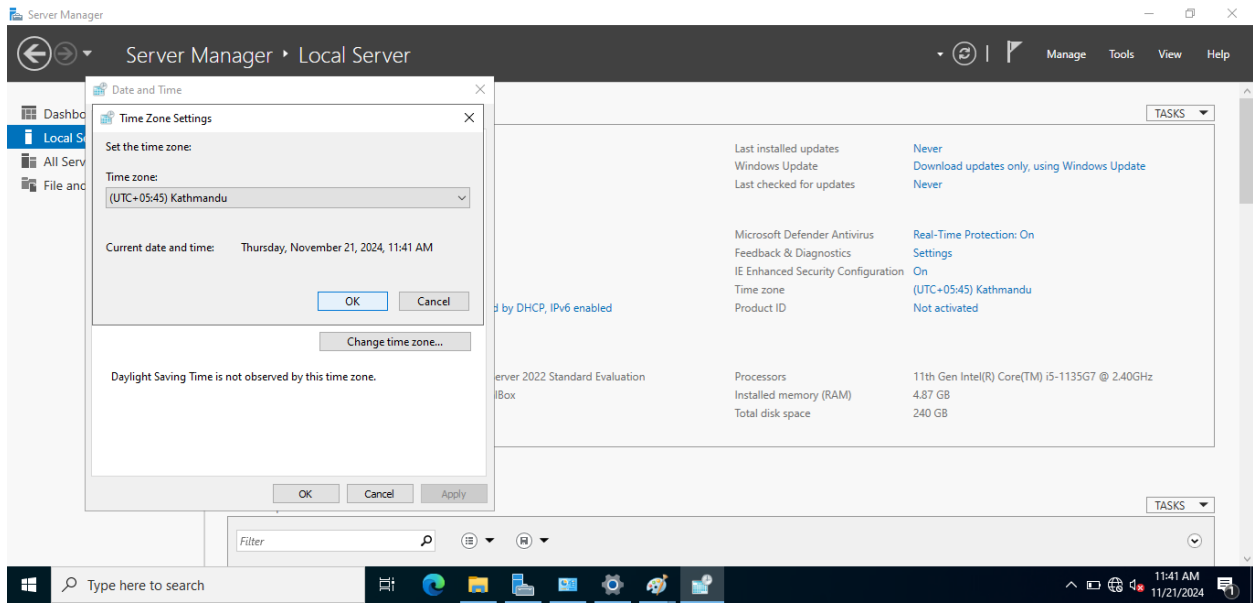 Server Manager
Server Manager ‣ Local Server
Manage Tools View Help
Date and Time
Time Zone Settings
Set the time zone:
Time zone:
(UTC+05:45) Kathmandu
Current date and time: Thursday, November 21, 2024, 11:41 AM
OK Cancel
Change time zone...
Daylight Saving Time is not observed by this time zone.
OK Cancel Apply
Dashbo
Local S
All Serv
File and
TASKS
Last installed updates Never
Windows Update Download updates only, using Windows Update
Last checked for updates Never
Microsoft Defender Antivirus Real-Time Protection: On
Feedback & Diagnostics Settings
IE Enhanced Security Configuration On
Time zone (UTC+05:45) Kathmandu
d by DHCP, IPv6 enabled Product ID Not activated
erver 2022 Standard Evaluation Processors 11th Gen Intel(R) Core(TM) i5-1135G7 @ 2.40GHz
lBox Installed memory (RAM) 4.87 GB
Total disk space 240 GB
TASKS
Filter
Type here to search
11:41 AM
11/21/2024
1